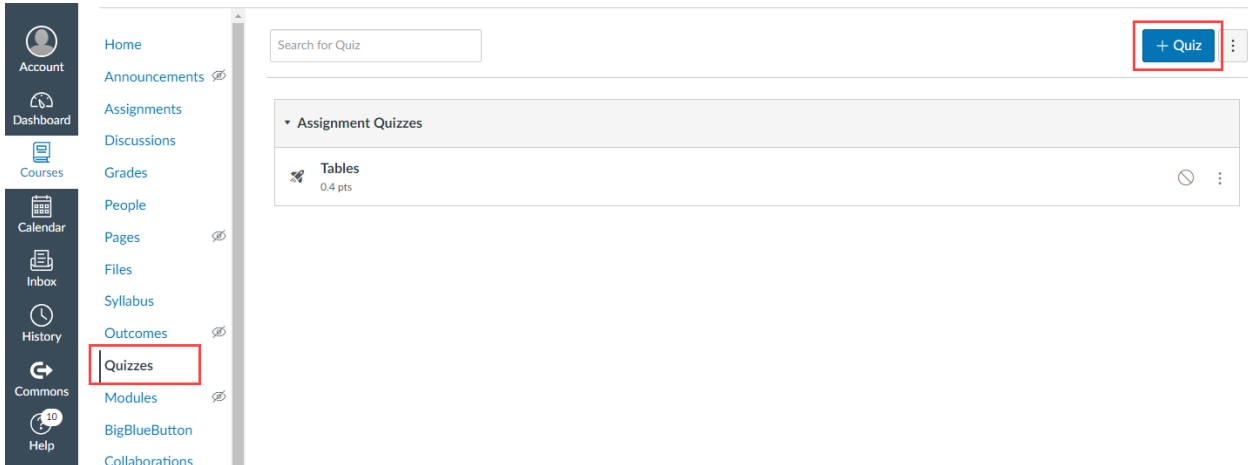 Account
Dashboard
Courses
Calendar
Inbox
History
Commons
10
Help
Home
Announcements
Assignments
Discussions
Grades
People
Pages
Files
Syllabus
Outcomes
Quizzes
Modules
BigBlueButton
Collaborations
Search for Quiz
+ Quiz
Assignment Quizzes
Tables
0.4 pts